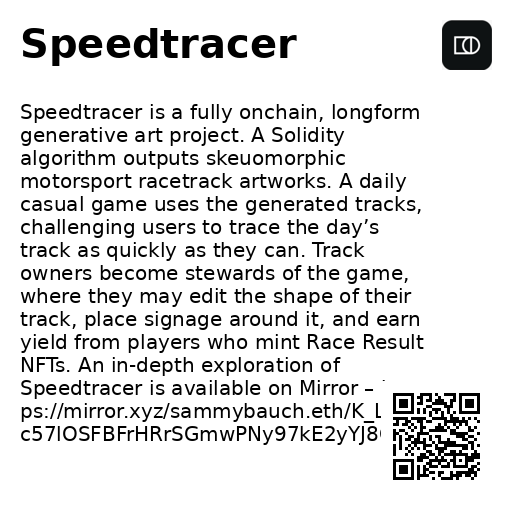 Speedtracer
Speedtracer is a fully onchain, longform
generative art project. A Solidity
algorithm outputs skeuomorphic
motorsport racetrack artworks. A daily
casual game uses the generated tracks,
challenging users to trace the day’s
track as quickly as they can. Track
owners become stewards of the game,
where they may edit the shape of their
track, place signage around it, and earn
yield from players who mint Race Result
NFTs. An in-depth exploration of
Speedtracer is available on Mirror –
ps://mirror.xyz/sammybauch.eth/K_L
c57lOSFBFrHRrSGmwPNy97kE2yYJ8